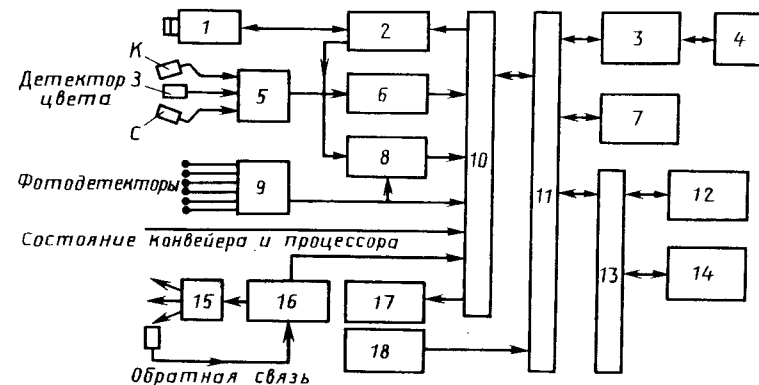 1
2
3
4
К
Детектор З
цвета
С
5
6
7
8
Фотодетекторы
9
10
11
12
Состояние конвейера и процессора
13
14
15
16
17
18
Обратная связь